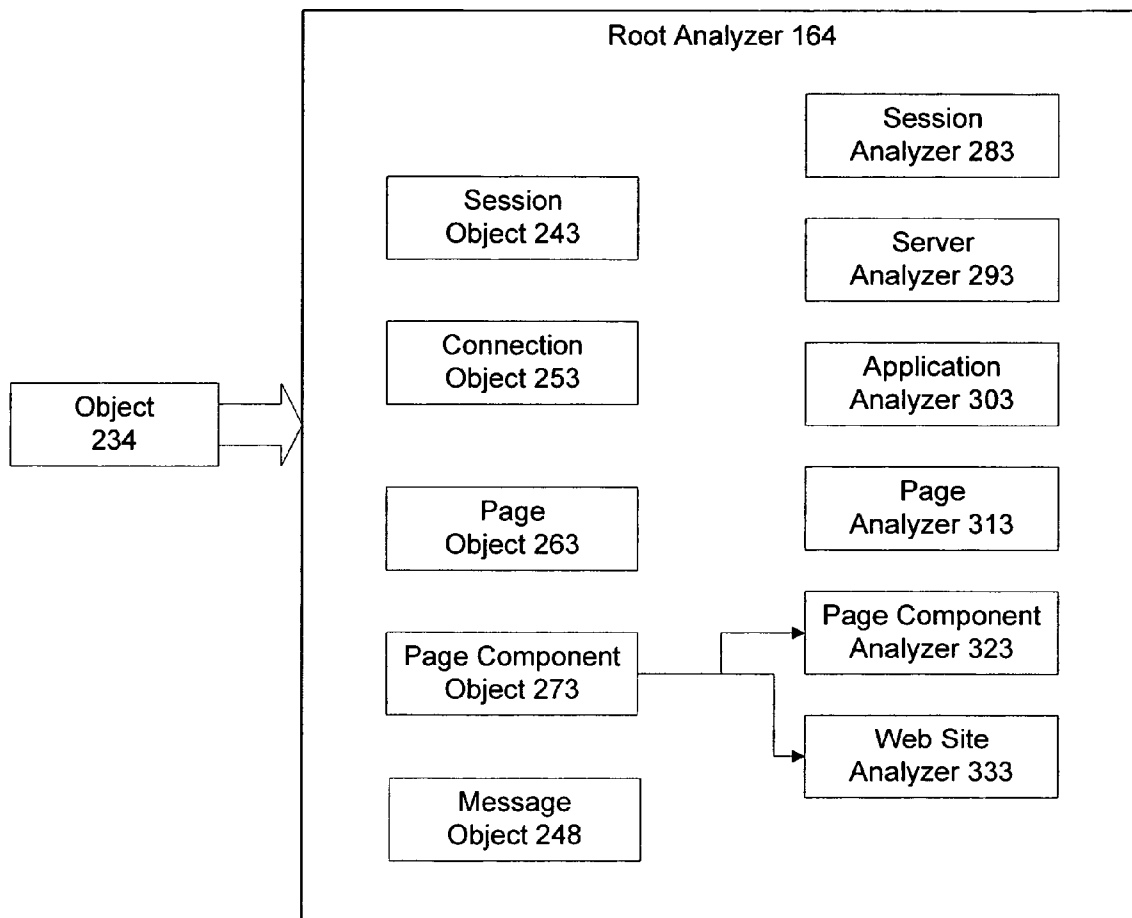 Root Analyzer 164
Session
Analyzer 283
Session
Object 243
Server
Analyzer 293
Connection
Object 253
Application
Analyzer 303
Object
234
Page
Object 263
Page
Analyzer 313
Page Component
Analyzer 323
Page Component
Object 273
Web Site
Analyzer 333
Message
Object 248